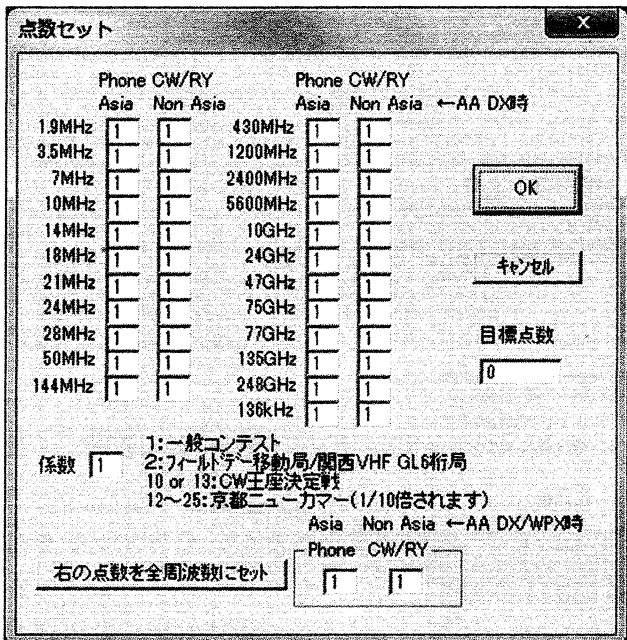 点数セット
Phone CW/RY Phone CW/RY
Asia Non Asia Asia Non Asia ←AA DX時
1.9MHz 1 1 430MHz 1 1
3.5MHz 1 1 1200MHz 1 1
7MHz 1 1 2400MHz 1 1
OK
10MHz 1 1 5600MHz 1 1
14MHz 1 1 10GHz 1 1
18MHz 1 1 24GHz 1 1
キャンセル
21MHz 1 1 47GHz 1 1
24MHz 1 1 75GHz 1 1
28MHz 1 1 77GHz 1 1
目標点数
50MHz 1 1 135GHz 1 1
0
144MHz 1 1 248GHz 1 1
136kHz 1 1
係数 1
1:一般コンテスト
2:フィールドデー移動局/関西VHF GL6桁局
10 or 13:CW王座決定戦
12～25:京都ニューカマー(1/10倍されます)
Asia Non Asia ←AA DX/WPX時
Phone CW/RY
右の点数を全周波数にセット 1 1